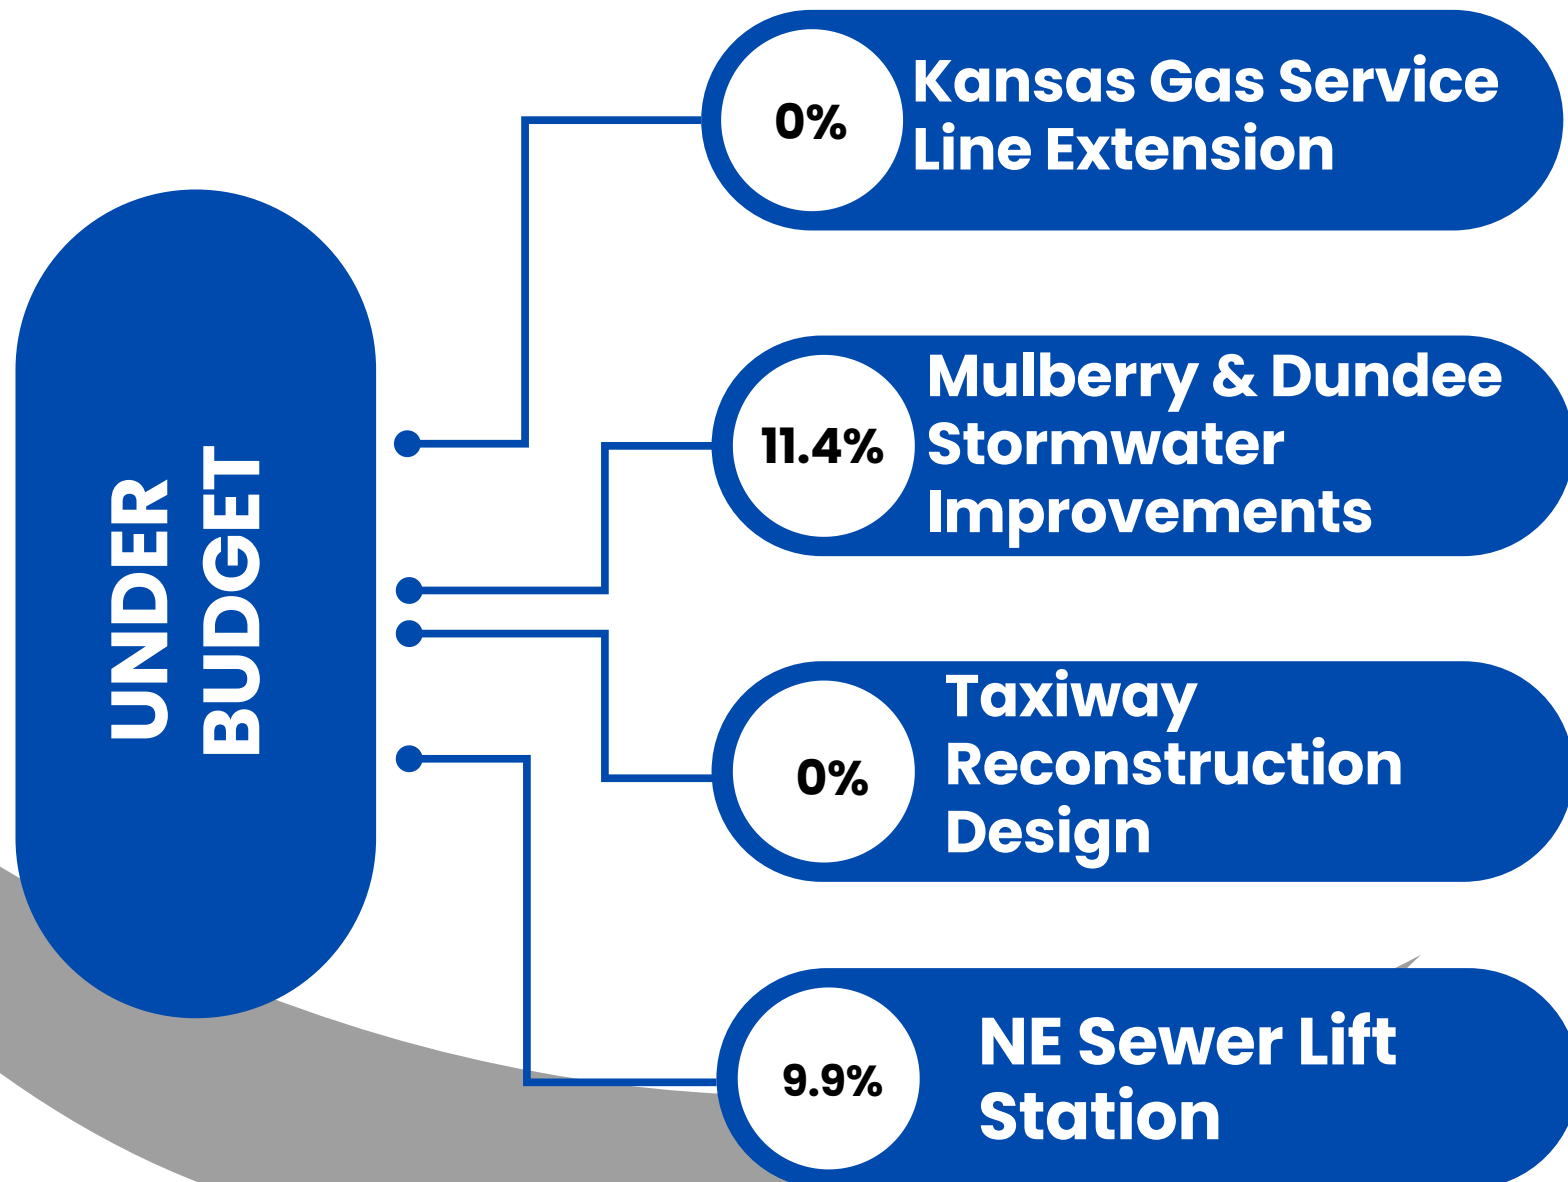 UNDER
BUDGET
0%
Kansas Gas Service
Line Extension
11.4%
Mulberry & Dundee
Stormwater
Improvements
0%
Taxiway
Reconstruction
Design
9.9%
NE Sewer Lift
Station